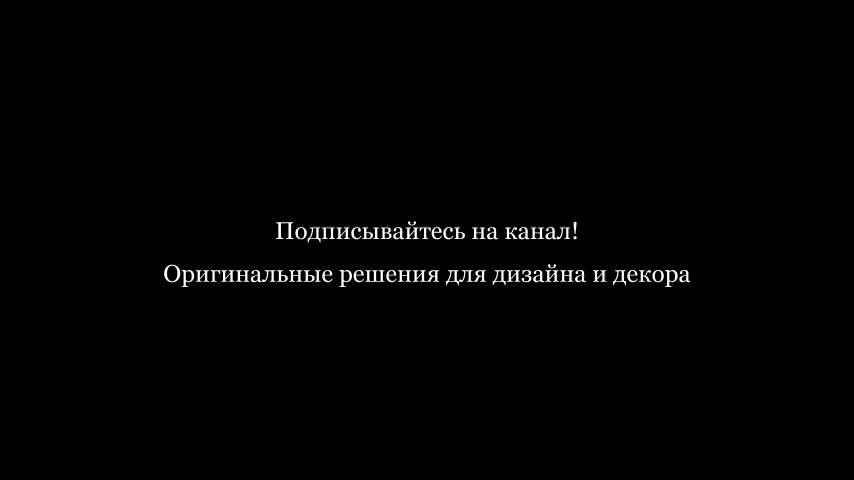 Подписывайтесь на канал!
Оригинальные решения для дизайна и декора